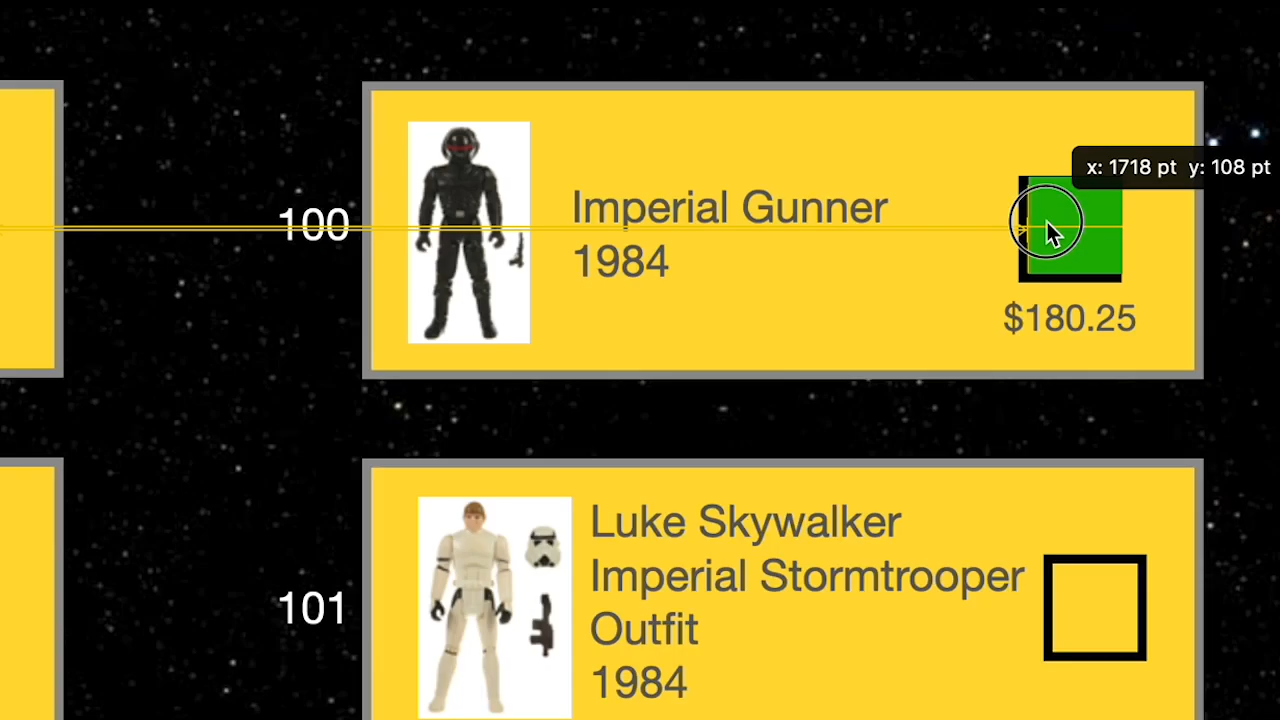 x: 1718 pt y: 108 pt
100
Imperial Gunner
1984
$180.25
101
Luke Skywalker
Imperial Stormtrooper
Outfit
1984